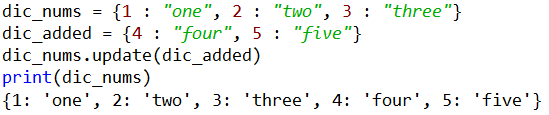 dic_nums = {1 : "one", 2 : "two", 3 : "three"}
dic_added = {4 : "four", 5 : "five"}
dic_nums.update(dic_added)
print(dic_nums)
{1: 'one', 2: 'two', 3: 'three', 4: 'four', 5: 'five'}